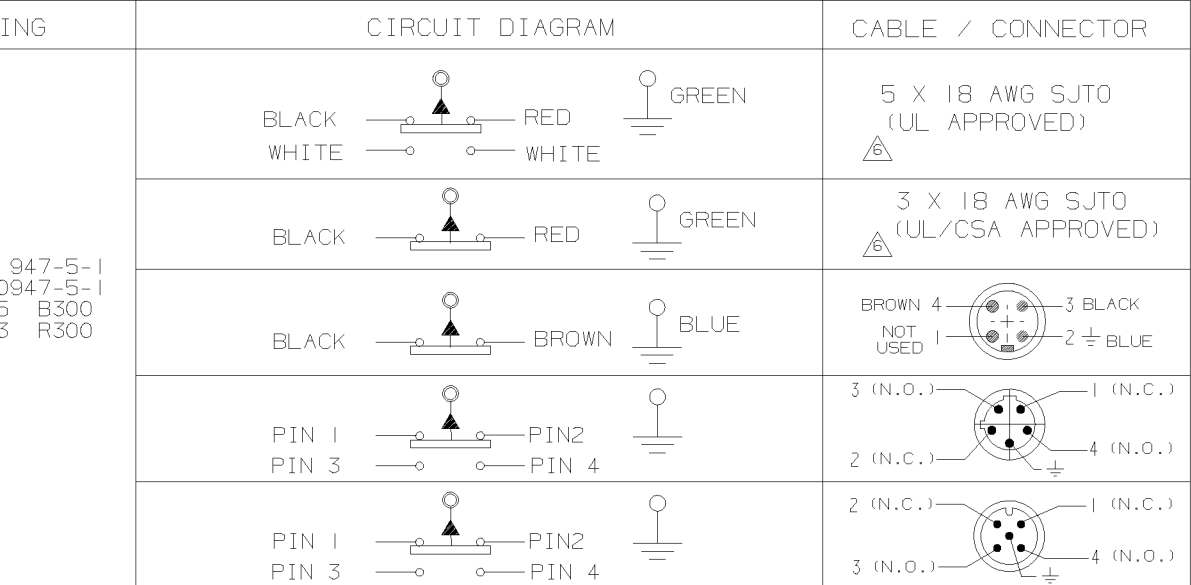 ING
CIRCUIT DIAGRAM
CABLE / CONNECTOR
947-5-1
0947-5-1
5 B300
3 R300
BLACK
RED
GREEN
WHITE
WHITE
5 X 18 AWG SJTO
(UL APPROVED)
6
BLACK
RED
GREEN
3 X 18 AWG SJTO
(UL/CSA APPROVED)
6
BLACK
BROWN
BLUE
BROWN 4
3 BLACK
NOT
USED
1
2
BLUE
PIN 1
PIN2
PIN 3
PIN 4
3 (N.O.)
1 (N.C.)
2 (N.C.)
4 (N.O.)
PIN 1
PIN2
PIN 3
PIN 4
2 (N.C.)
1 (N.C.)
3 (N.O.)
4 (N.O.)